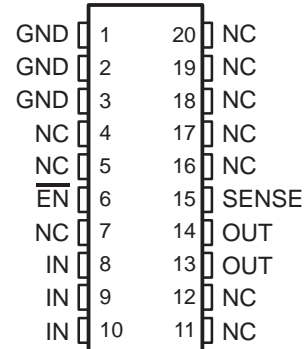 GND 1 20 NC
GND 2 19 NC
GND 3 18 NC
NC 4 17 NC
NC 5 16 NC
E̅N̅ 6 15 SENSE
NC 7 14 OUT
IN 8 13 OUT
IN 9 12 NC
IN 10 11 NC